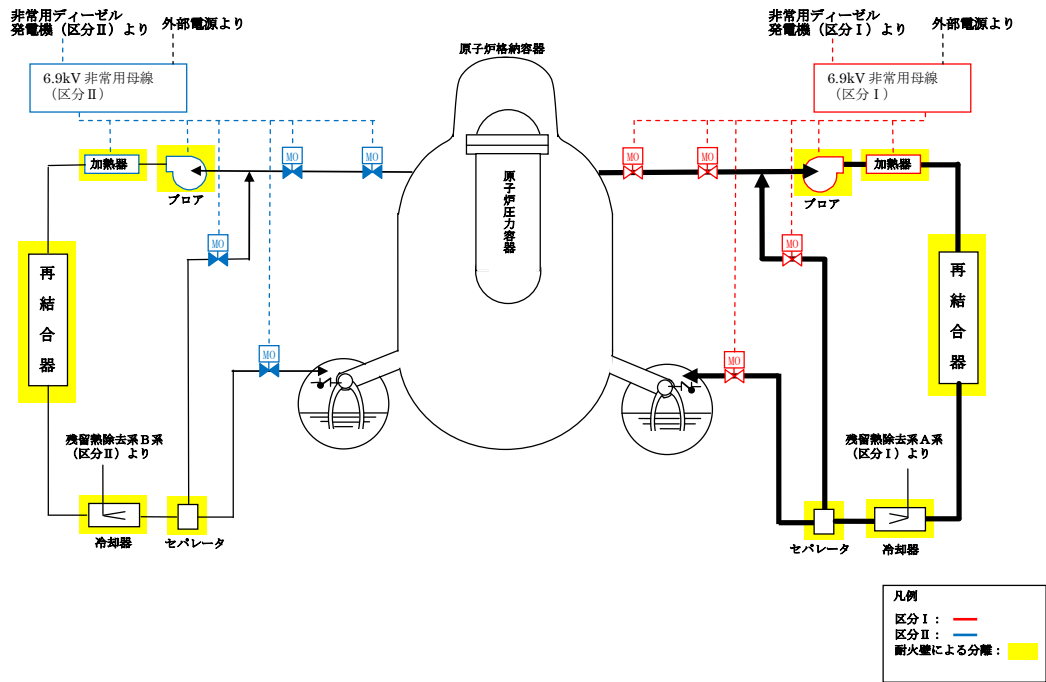 非常用ディーゼル
発電機（区分Ⅱ）より
外部電源より
6.9kV 非常用母線
（区分Ⅱ）
原子炉格納容器
非常用ディーゼル
発電機（区分Ⅰ）より
外部電源より
6.9kV 非常用母線
（区分Ⅰ）
加熱器
ブロア
MO
MO
原子炉圧力容器
MO
MO
ブロア
加熱器
MO
MO
再結合器
再結合器
MO
MO
残留熱除去系Ｂ系
（区分Ⅱ）より
残留熱除去系Ａ系
（区分Ⅰ）より
冷却器
セパレータ
セパレータ
冷却器
凡例
区分Ⅰ：
区分Ⅱ：
耐火壁による分離：